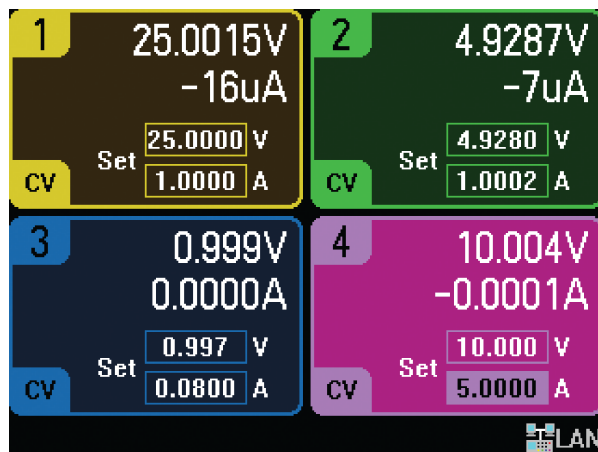 1 25.0015V
-16uA
Set 25.0000 V
CV 1.0000 A
2 4.9287V
-7uA
Set 4.9280 V
CV 1.0002 A
3 0.999V
0.0000A
Set 0.997 V
CV 0.0800 A
4 10.004V
-0.0001A
Set 10.000 V
CV 5.0000 A
LAN